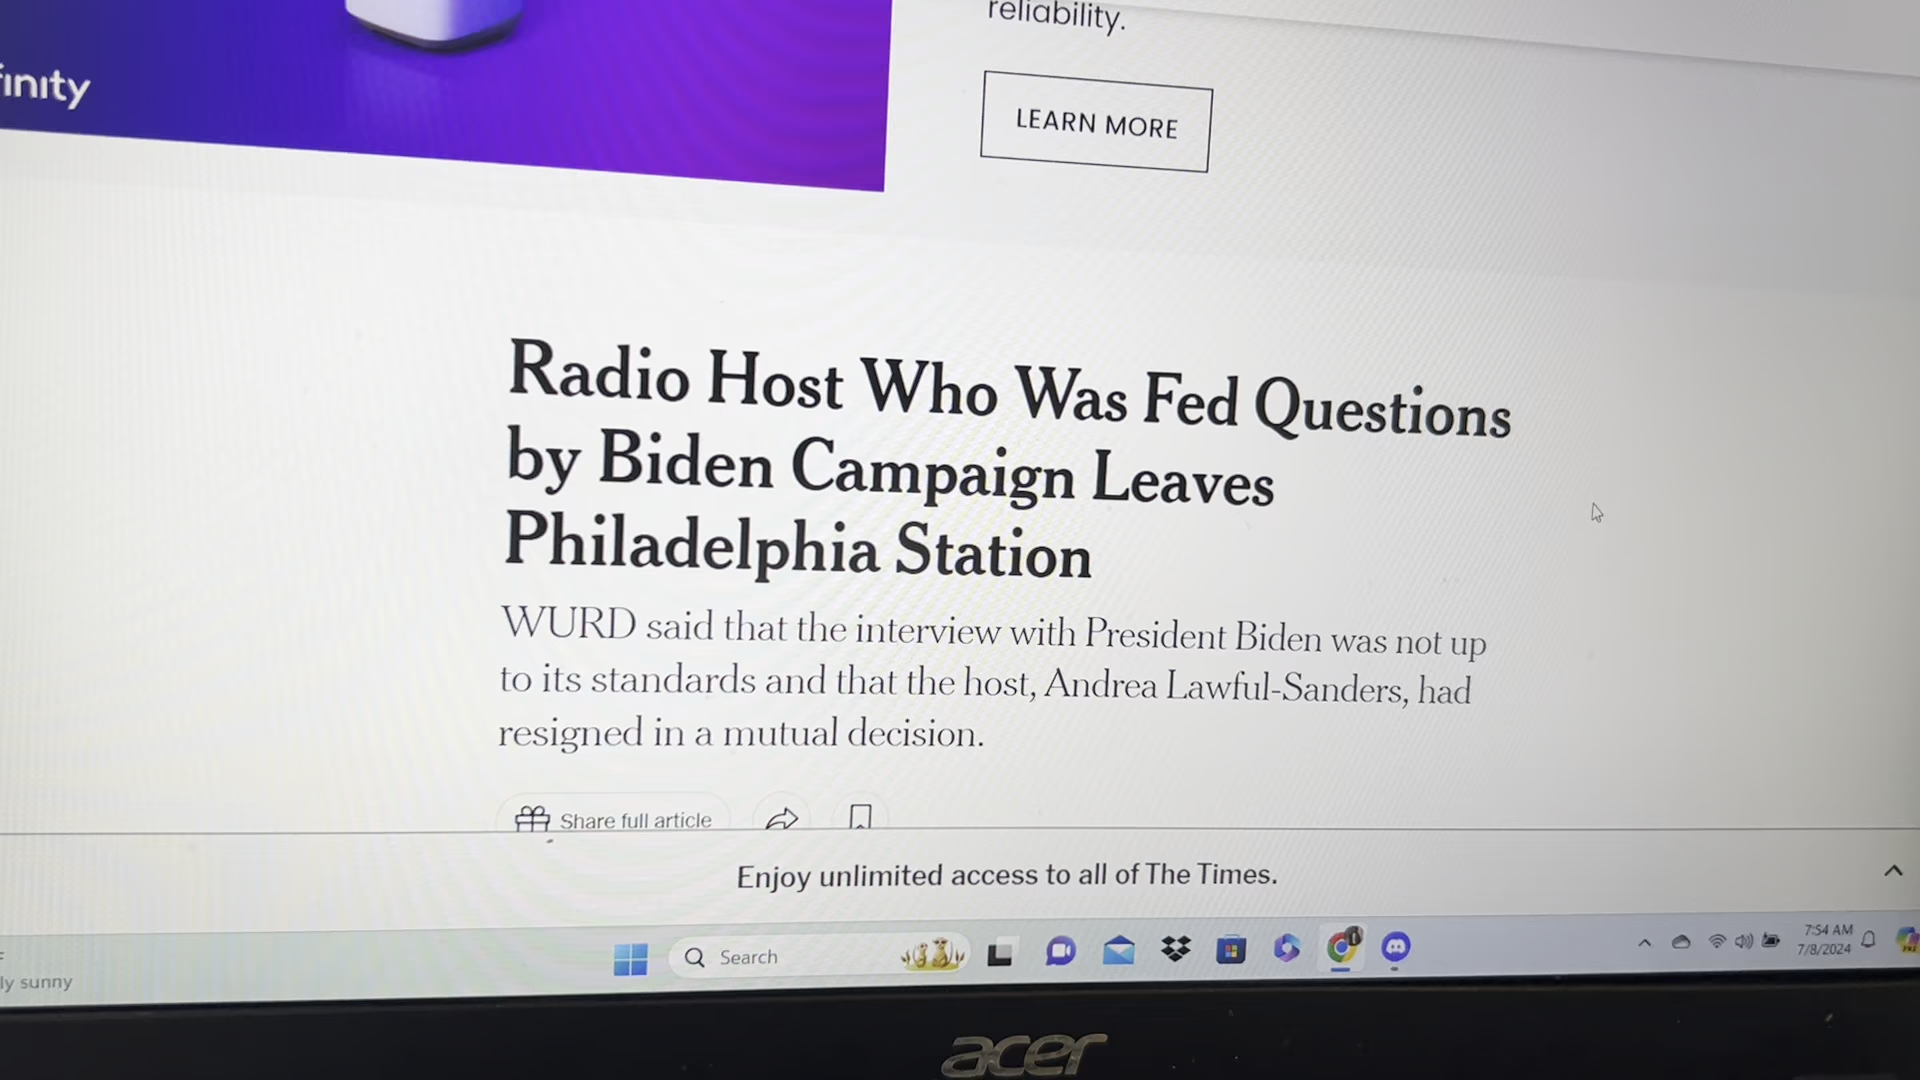 reliability.
finity
LEARN MORE
Radio Host Who Was Fed Questions
by Biden Campaign Leaves
Philadelphia Station
WURD said that the interview with President Biden was not up
to its standards and that the host, Andrea Lawful-Sanders, had
resigned in a mutual decision.
Share full article
Enjoy unlimited access to all of The Times.
ly sunny
Search
7:54 AM
7/8/2024
acer